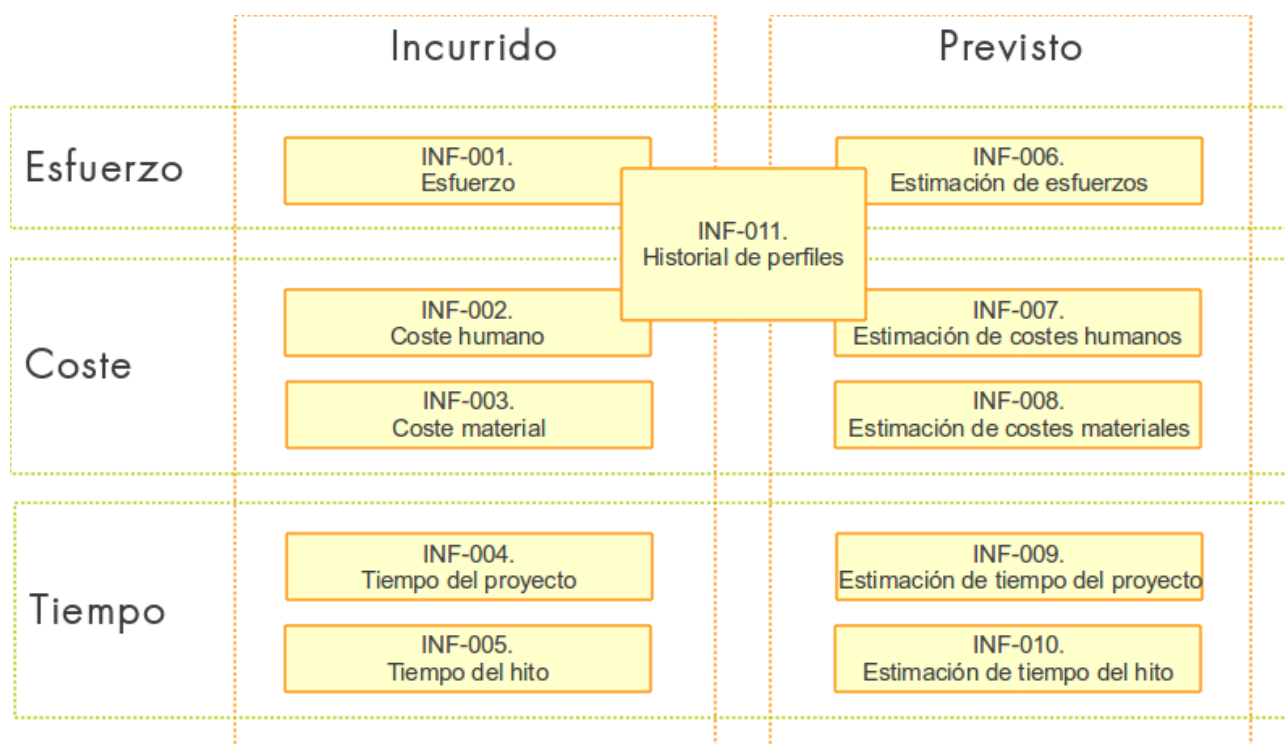 Incurrido
Previsto
Esfuerzo
INF-001.
Esfuerzo
INF-006.
Estimación de esfuerzos
INF-011.
Historial de perfiles
Coste
INF-002.
Coste humano
INF-007.
Estimación de costes humanos
INF-003.
Coste material
INF-008.
Estimación de costes materiales
Tiempo
INF-004.
Tiempo del proyecto
INF-009.
Estimación de tiempo del proyecto
INF-005.
Tiempo del hito
INF-010.
Estimación de tiempo del hito